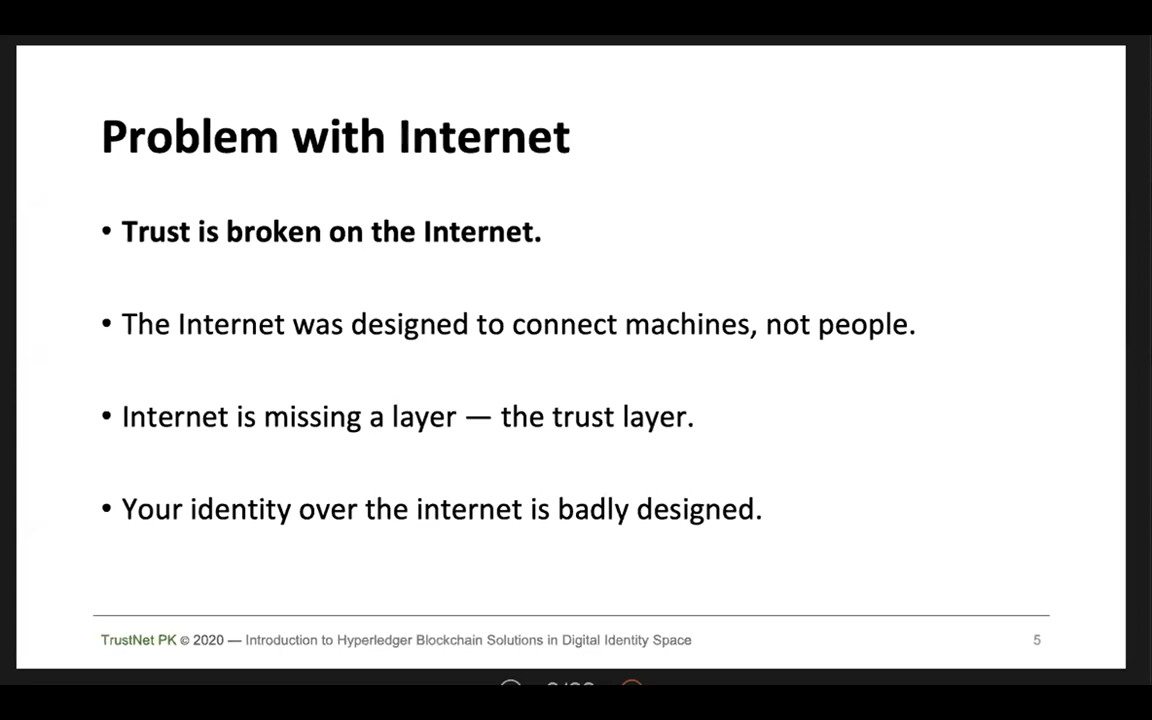 Problem with Internet
• Trust is broken on the Internet.
• The Internet was designed to connect machines, not people.
• Internet is missing a layer — the trust layer.
• Your identity over the internet is badly designed.
TrustNet PK © 2020 — Introduction to Hyperledger Blockchain Solutions in Digital Identity Space
5